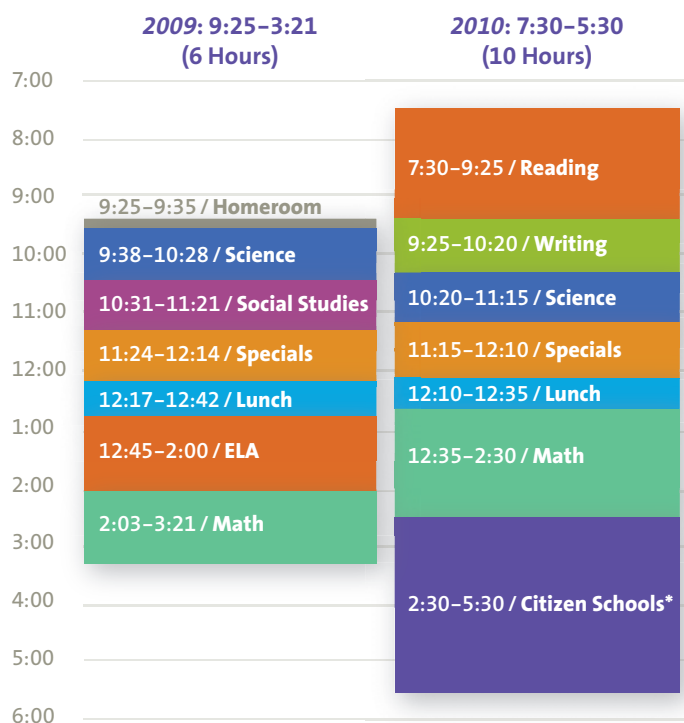 2009: 9:25–3:21
(6 Hours)
2010: 7:30–5:30
(10 Hours)
7:00
8:00
9:00
10:00
11:00
12:00
1:00
2:00
3:00
4:00
5:00
6:00
9:25–9:35 / Homeroom
9:38–10:28 / Science
10:31–11:21 / Social Studies
11:24–12:14 / Specials
12:17–12:42 / Lunch
12:45–2:00 / ELA
2:03–3:21 / Math
7:30–9:25 / Reading
9:25–10:20 / Writing
10:20–11:15 / Science
11:15–12:10 / Specials
12:10–12:35 / Lunch
12:35–2:30 / Math
2:30–5:30 / Citizen Schools*